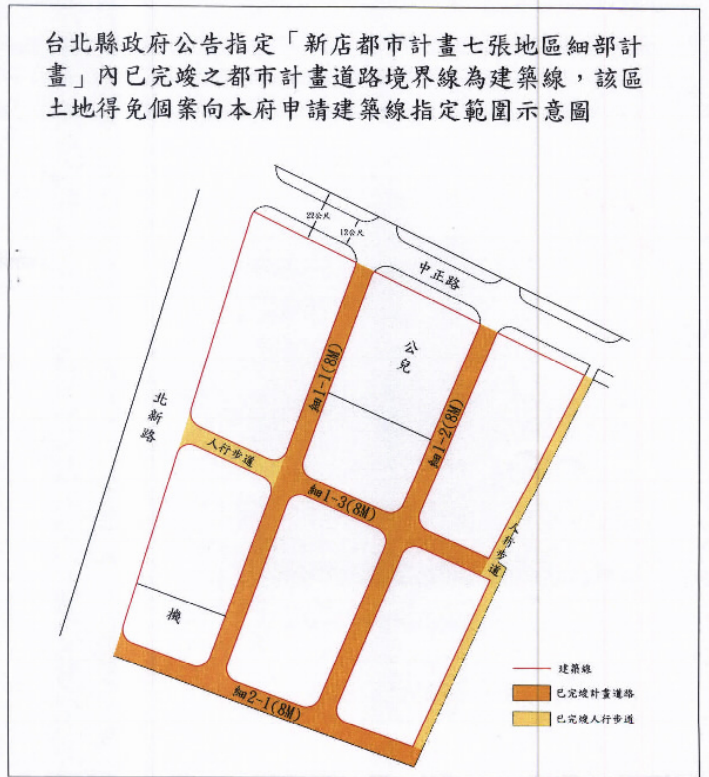 台北縣政府公告指定「新店都市計畫七張地區細部計
畫」內已完竣之都市計畫道路境界線為建築線，該區
土地得免個案向本府申請建築線指定範圍示意圖
22公尺
12公尺
中正路
公兒
細1-1(8M)
細1-2(8M)
北新路
人行步道
細1-3(8M)
人行步道
機
細2-1(8M)
建築線
已完竣計畫道路
已完竣人行步道